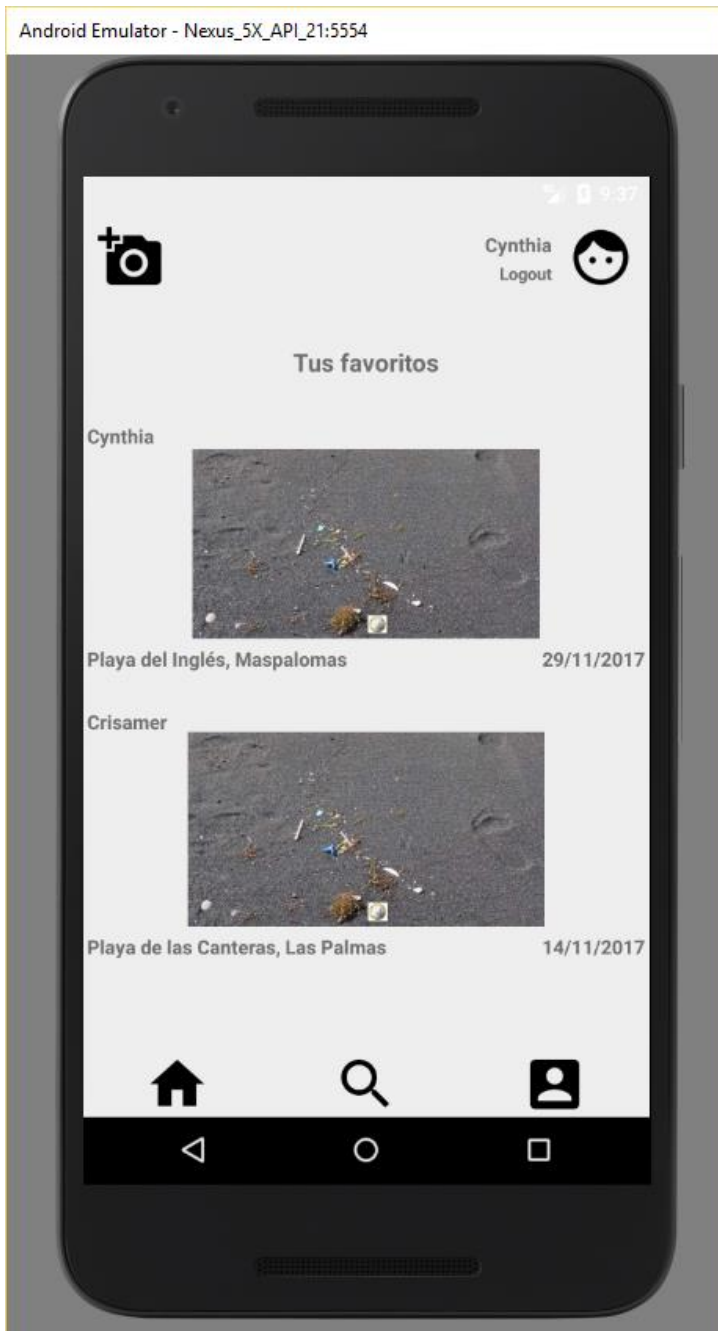 Android Emulator - Nexus_5X_API_21:5554
9:37
Cynthia
Logout
Tus favoritos
Cynthia
Playa del Inglés, Maspalomas 29/11/2017
Crisamer
Playa de las Canteras, Las Palmas 14/11/2017